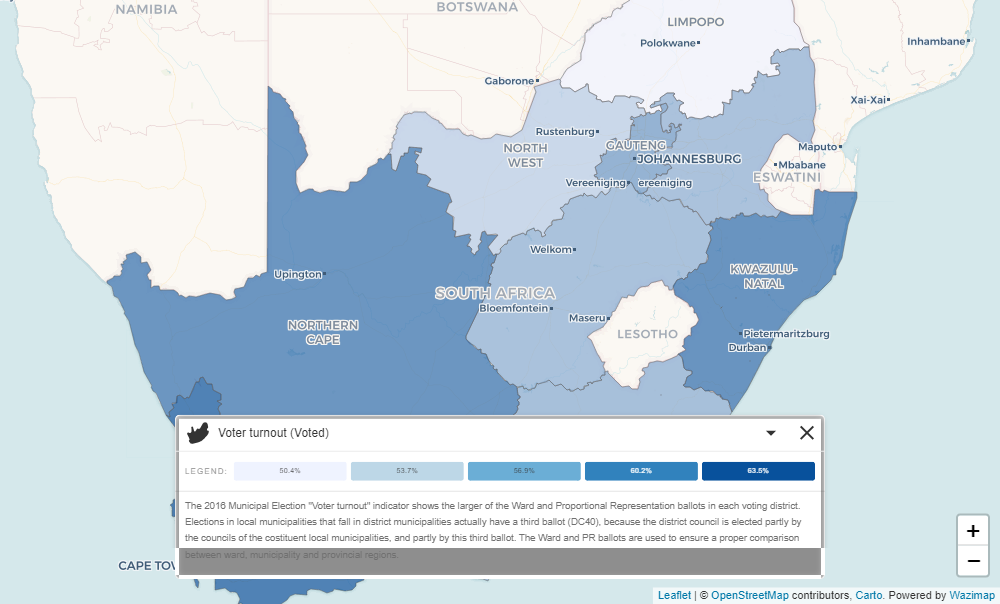 NAMIBIA
BOTSWANA
LIMPOPO
Polokwane
Inhambane
Gaborone
Xai-Xai
Rustenburg
NORTH
WEST
GAUTENG
JOHANNESBURG
Maputo
Mbabane
ESWATINI
Vereeniging
ereeniging
Welkom
Upington
KWAZULU-
NATAL
SOUTH AFRICA
Bloemfontein
Maseru
NORTHERN
CAPE
LESOTHO
Pietermaritzburg
Durban
Voter turnout (Voted)
LEGEND: 50.4% 53.7% 56.9% 60.2% 63.5%
The 2016 Municipal Election "Voter turnout" indicator shows the larger of the Ward and Proportional Representation ballots in each voting district.
Elections in local municipalities that fall in district municipalities actually have a third ballot (DC40), because the district council is elected partly by
the councils of the costituent local municipalities, and partly by this third ballot. The Ward and PR ballots are used to ensure a proper comparison
between ward, municipality and provincial regions.
CAPE TOW
+
−
Leaflet | © OpenStreetMap contributors, Carto. Powered by Wazimap